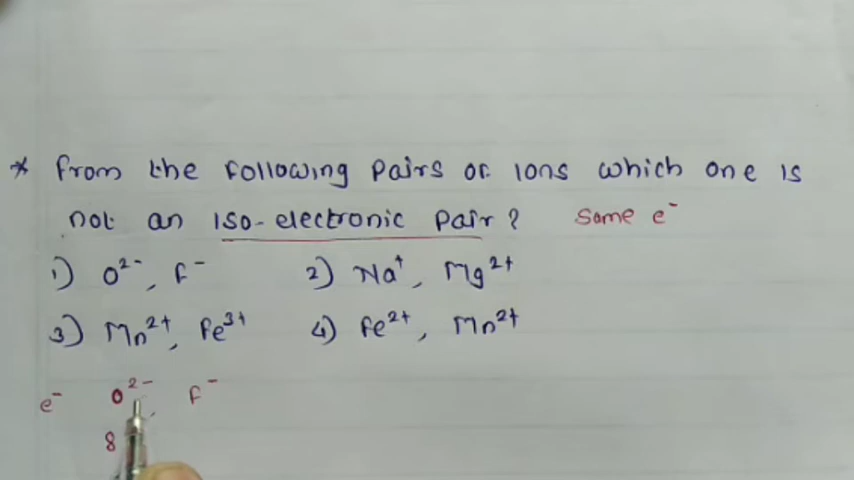 * From the following pairs of ions which one is
not an iso-electronic pair? Same e⁻
1) O²⁻, F⁻ 2) Na⁺, Mg²⁺
3) Mn²⁺, Fe³⁺ 4) Fe²⁺, Mn²⁺
e⁻ O²⁻, F⁻
8